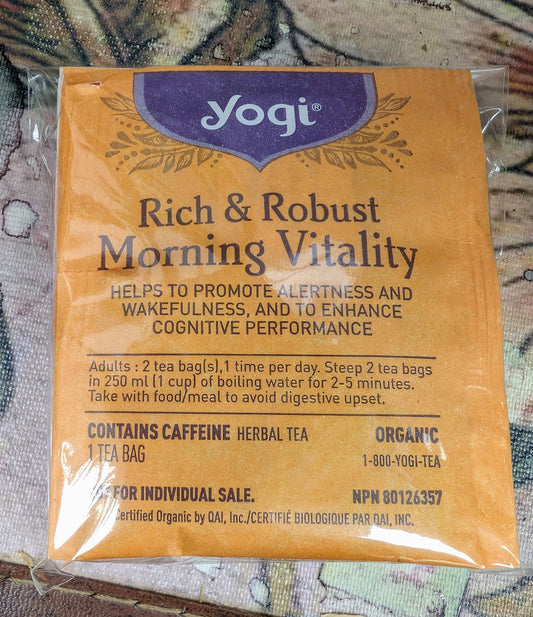 yogi®
Rich & Robust
Morning Vitality
HELPS TO PROMOTE ALERTNESS AND
WAKEFULNESS, AND TO ENHANCE
COGNITIVE PERFORMANCE
Adults : 2 tea bag(s),1 time per day. Steep 2 tea bags
in 250 ml (1 cup) of boiling water for 2-5 minutes.
Take with food/meal to avoid digestive upset.
CONTAINS CAFFEINE HERBAL TEA ORGANIC
1 TEA BAG 1-800-YOGI-TEA
FOR INDIVIDUAL SALE. NPN 80126357
Certified Organic by QAI, Inc./CERTIFIÉ BIOLOGIQUE PAR QAI, INC.